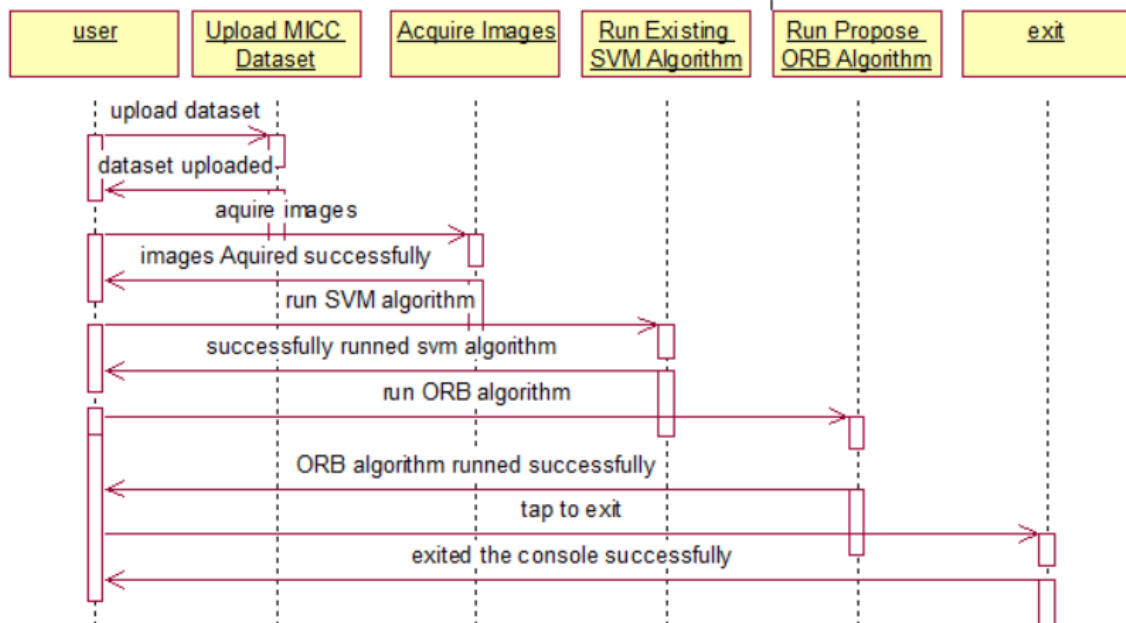 user
Upload MICC
Dataset
Acquire Images
Run Existing
SVM Algorithm
Run Propose
ORB Algorithm
exit
upload dataset
dataset uploaded
aquire images
images Aquired successfully
run SVM algorithm
successfully runned svm algorithm
run ORB algorithm
ORB algorithm runned successfully
tap to exit
exited the console successfully